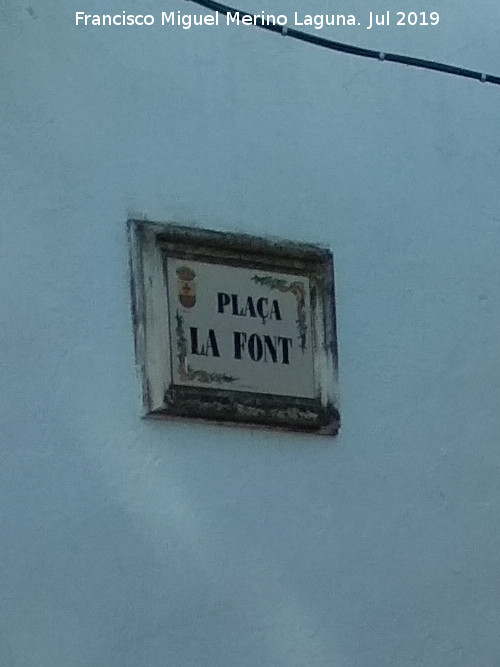 Francisco Miguel Merino Laguna. Jul 2019
PLAÇA
LA FONT